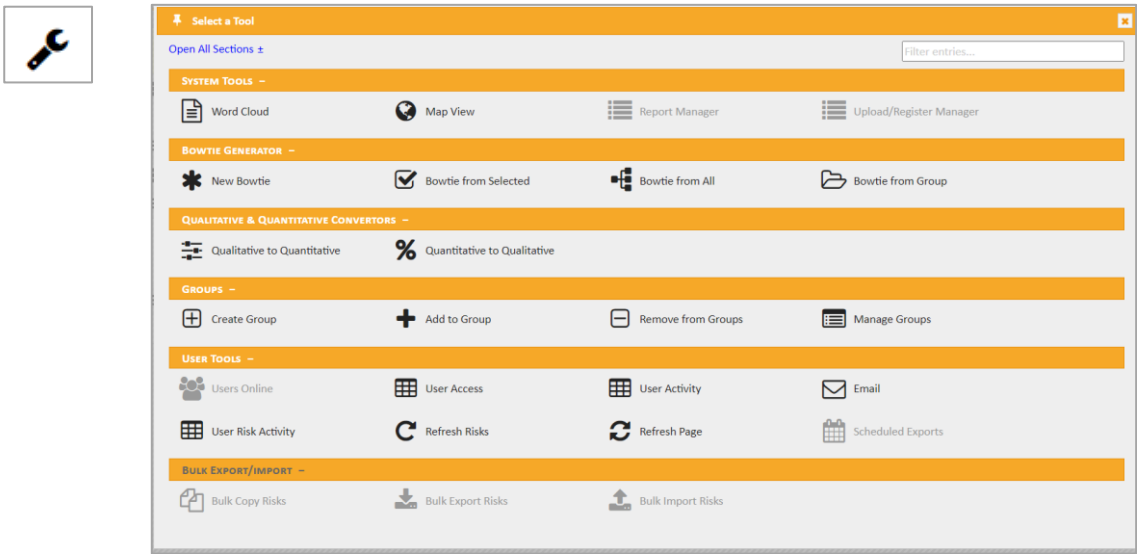 Select a Tool
Open All Sections ±
Filter entries...
SYSTEM TOOLS –
Word Cloud Map View Report Manager Upload/Register Manager
BOWTIE GENERATOR –
New Bowtie Bowtie from Selected Bowtie from All Bowtie from Group
QUALITATIVE & QUANTITATIVE CONVERTORS –
Qualitative to Quantitative Quantitative to Qualitative
GROUPS –
Create Group Add to Group Remove from Groups Manage Groups
USER TOOLS –
Users Online User Access User Activity Email
User Risk Activity Refresh Risks Refresh Page Scheduled Exports
BULK EXPORT/IMPORT –
Bulk Copy Risks Bulk Export Risks Bulk Import Risks